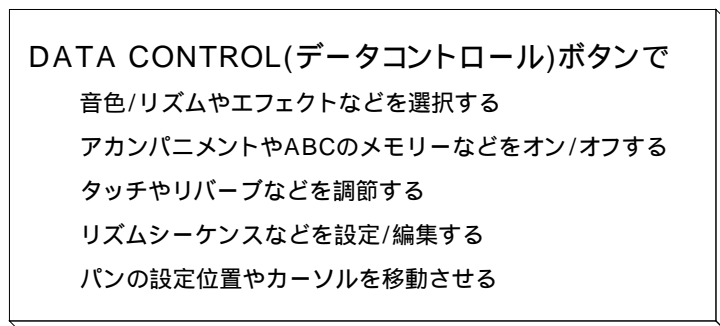 DATA CONTROL(データコントロール)ボタンで
音色/リズムやエフェクトなどを選択する
アカンパニメントやABCのメモリーなどをオン/オフする
タッチやリバーブなどを調節する
リズムシーケンスなどを設定/編集する
パンの設定位置やカーソルを移動させる